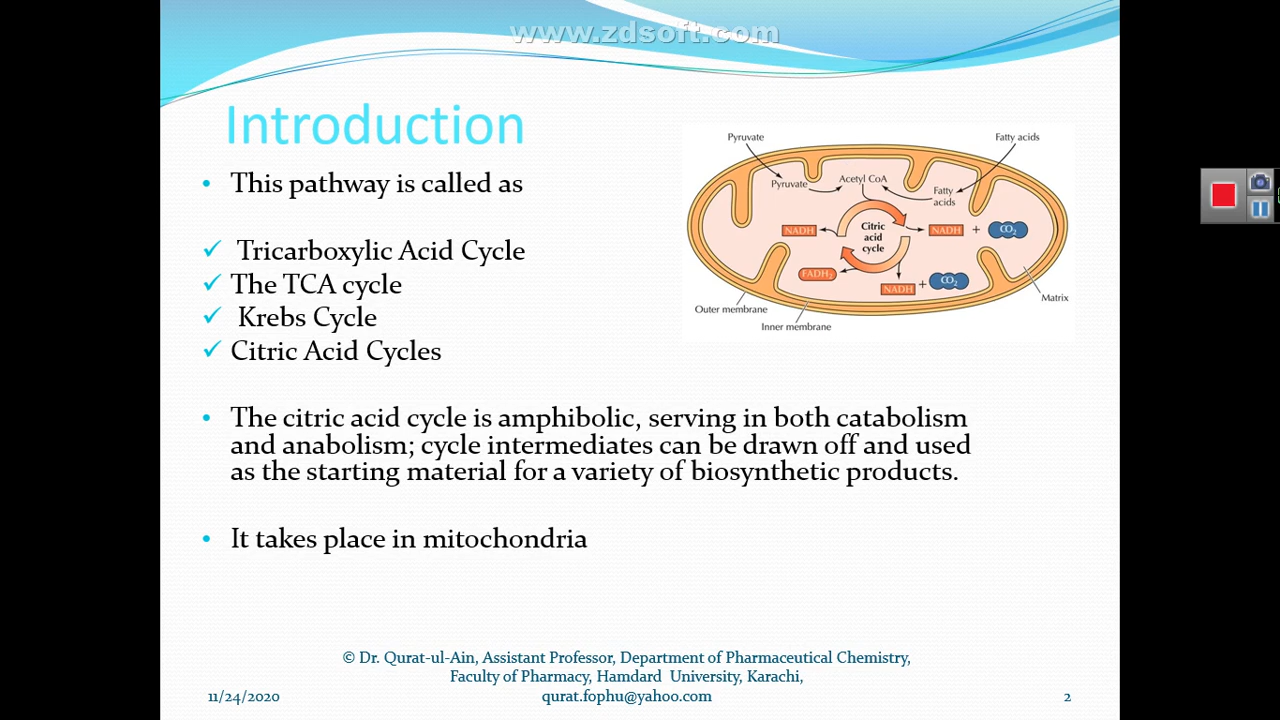 www.zdsoft.com
Introduction
• This pathway is called as
✓ Tricarboxylic Acid Cycle
✓ The TCA cycle
✓ Krebs Cycle
✓ Citric Acid Cycles
• The citric acid cycle is amphibolic, serving in both catabolism
and anabolism; cycle intermediates can be drawn off and used
as the starting material for a variety of biosynthetic products.
• It takes place in mitochondria
Pyruvate
Fatty acids
Pyruvate
Acetyl CoA
Fatty
acids
NADH
Citric
acid
cycle
NADH + CO₂
FADH₂
NADH + CO₂
Outer membrane
Inner membrane
Matrix
© Dr. Qurat-ul-Ain, Assistant Professor, Department of Pharmaceutical Chemistry,
Faculty of Pharmacy, Hamdard University, Karachi,
11/24/2020 qurat.fophu@yahoo.com 2